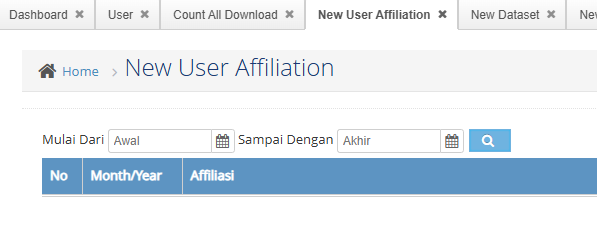 Dashboard User Count All Download New User Affiliation New Dataset
Home New User Affiliation
Mulai Dari Awal Sampai Dengan Akhir
No Month/Year Affiliasi